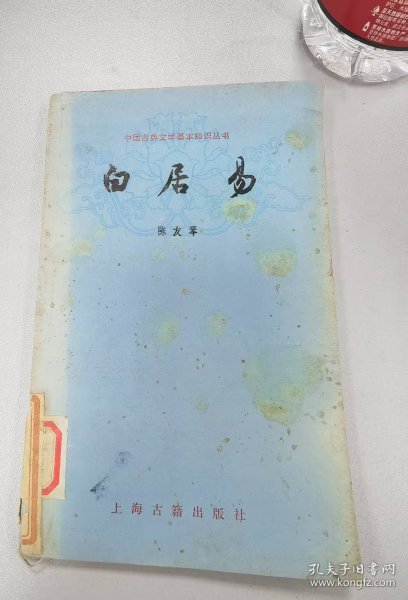 中国古典文学基本知识丛书
白居易
陈友琴
上海古籍出版社
孔夫子旧书网
www.kongfz.com